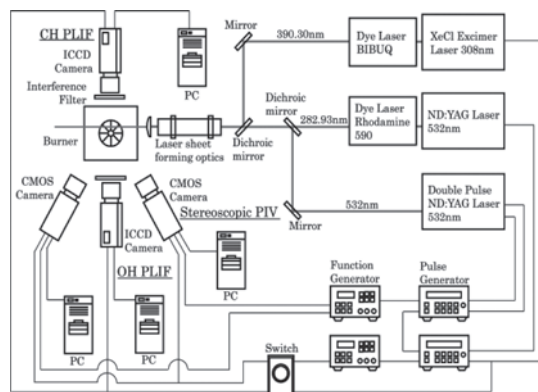 CH PLIF
ICCD
Camera
Interference
Filter
PC
Mirror
390.30nm
Dye Laser
BIBUQ
XeCl Excimer
Laser 308nm
Burner
Laser sheet
forming optics
Dichroic
mirror
Dichroic
mirror
282.93nm
Dye Laser
Rhodamine
590
ND:YAG Laser
532nm
CMOS
Camera
ICCD
Camera
OH PLIF
CMOS
Camera
Stereoscopic PIV
Mirror
532nm
Double Pulse
ND:YAG Laser
532nm
PC
PC
PC
Function
Generator
Pulse
Generator
Switch